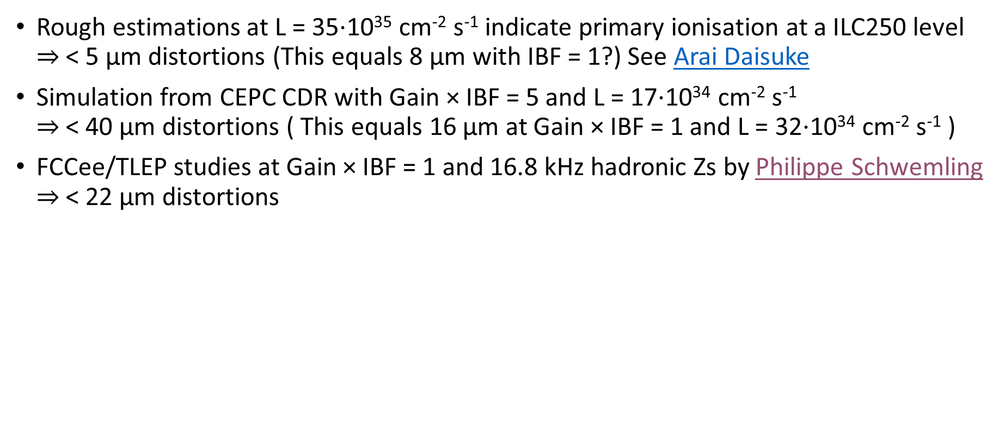 • Rough estimations at L = 35·10³⁵ cm⁻² s⁻¹ indicate primary ionisation at a ILC250 level
⇒ < 5 µm distortions (This equals 8 µm with IBF = 1?) See Arai Daisuke
• Simulation from CEPC CDR with Gain × IBF = 5 and L = 17·10³⁴ cm⁻² s⁻¹
⇒ < 40 µm distortions ( This equals 16 µm at Gain × IBF = 1 and L = 32·10³⁴ cm⁻² s⁻¹ )
• FCCee/TLEP studies at Gain × IBF = 1 and 16.8 kHz hadronic Zs by Philippe Schwemling
⇒ < 22 µm distortions